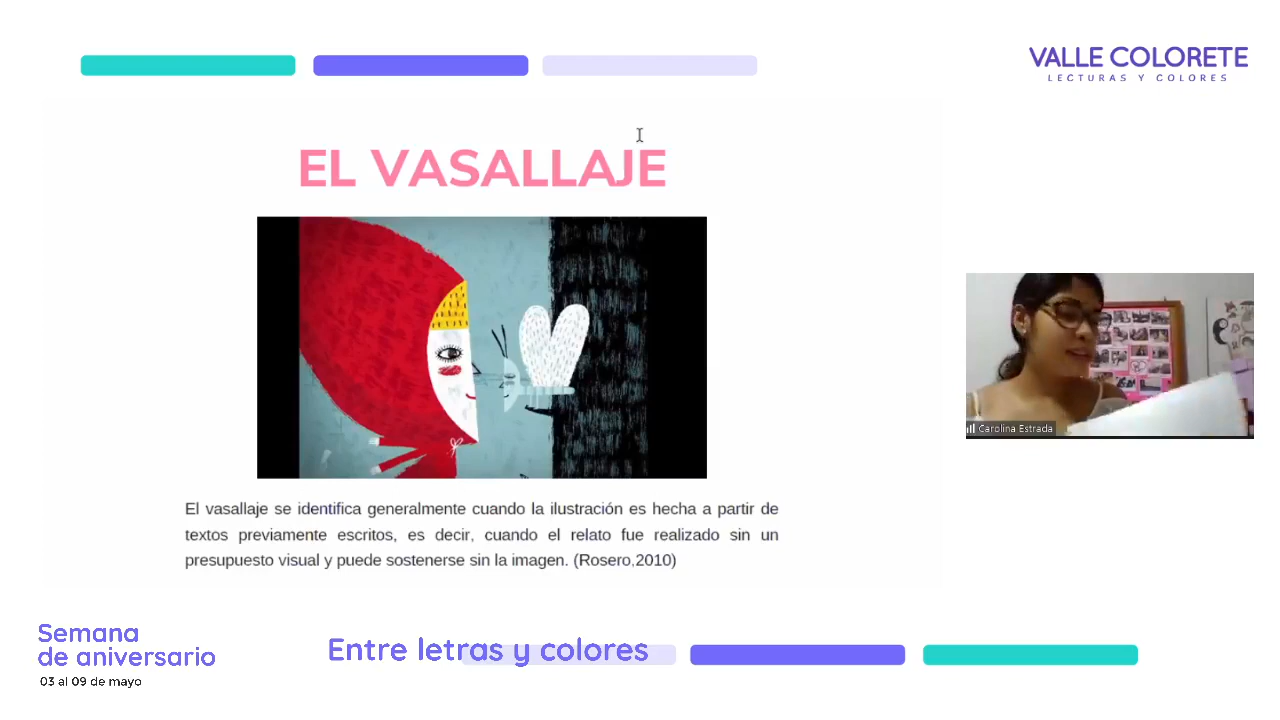 VALLE COLORETE
LECTURAS Y COLORES
EL VASALLAJE
El vasallaje se identifica generalmente cuando la ilustración es hecha a partir de
textos previamente escritos, es decir, cuando el relato fue realizado sin un
presupuesto visual y puede sostenerse sin la imagen. (Rosero,2010)
Carolina Estrada
Semana
de aniversario
03 al 09 de mayo
Entre letras y colores